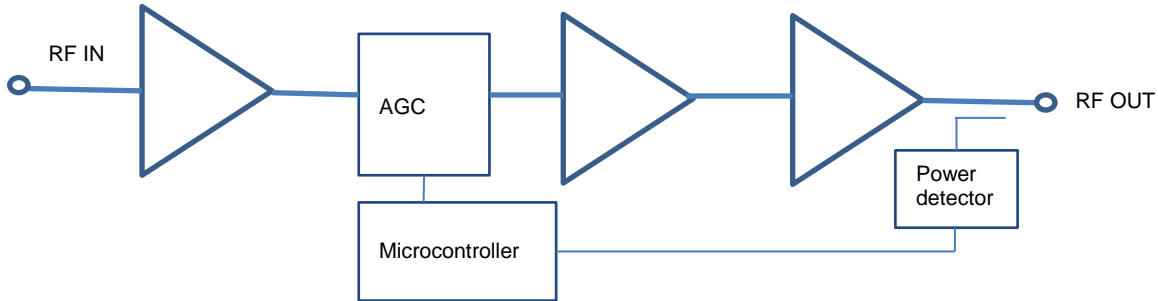 RF IN
AGC
RF OUT
Power
detector
Microcontroller